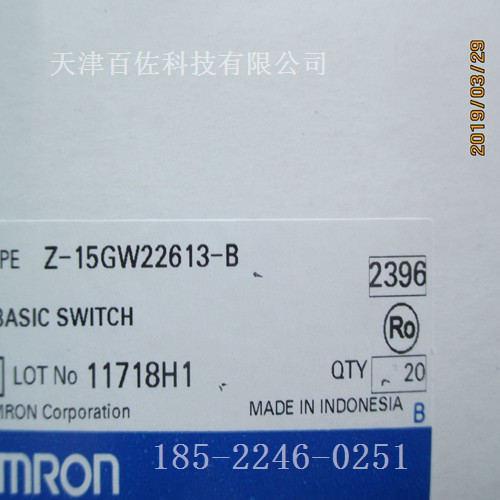 天津百佐科技有限公司
2019/03/29
PE Z-15GW22613-B
2396
BASIC SWITCH
Ro
LOT No 11718H1
QTY 20
MRON Corporation
MADE IN INDONESIA
B
MRON
185-2246-0251